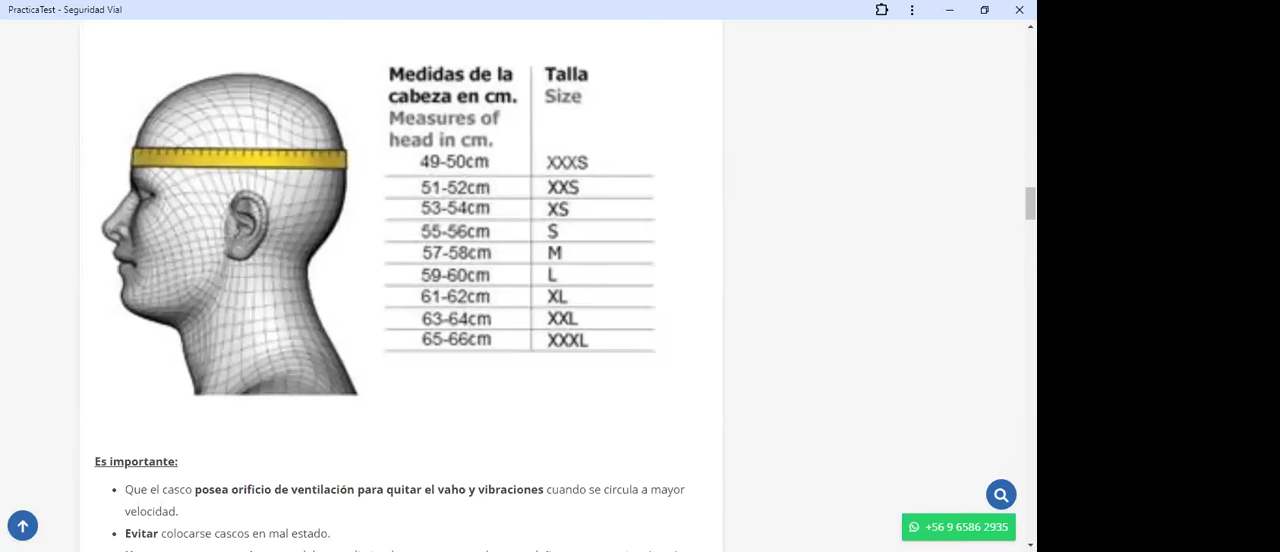 PracticaTest - Seguridad Vial
Medidas de la
cabeza en cm.
Measures of
head in cm.
Talla
Size
49-50cm XXXS
51-52cm XXS
53-54cm XS
55-56cm S
57-58cm M
59-60cm L
61-62cm XL
63-64cm XXL
65-66cm XXXL
Es importante:
Que el casco posea orificio de ventilación para quitar el vaho y vibraciones cuando se circula a mayor
velocidad.
Evitar colocarse cascos en mal estado.
+56 9 6586 2935